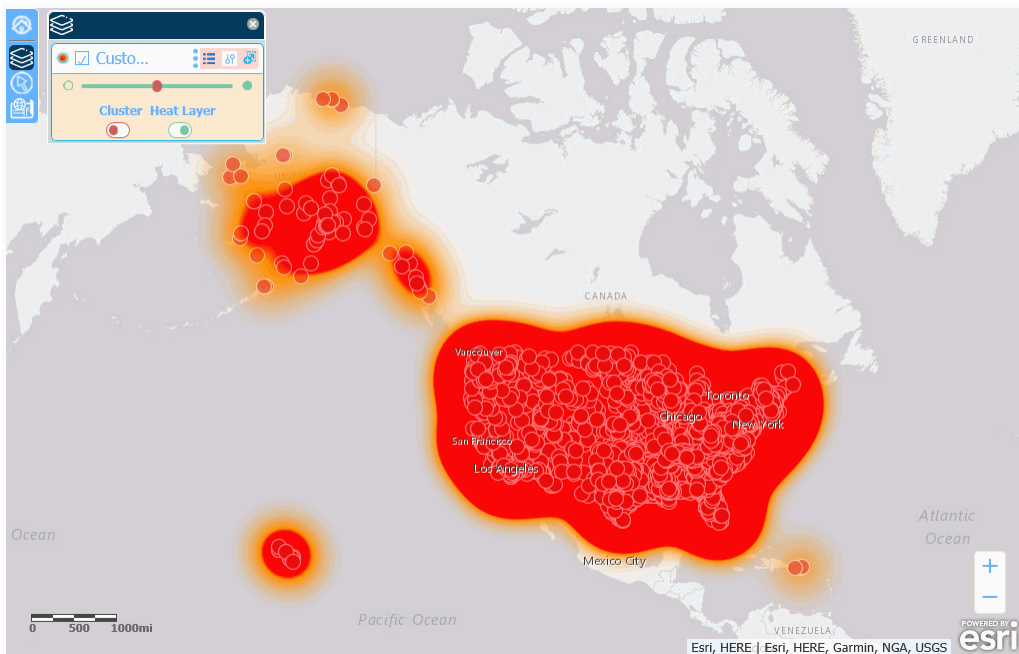 Custo...
Cluster Heat Layer
GREENLAND
CANADA
Vancouver
Toronto
Chicago
New York
San Francisco
Los Angeles
Ocean
Atlantic
Ocean
Mexico City
Pacific Ocean
VENEZUELA
0 500 1000mi
+
−
POWERED BY
esri
Esri, HERE | Esri, HERE, Garmin, NGA, USGS